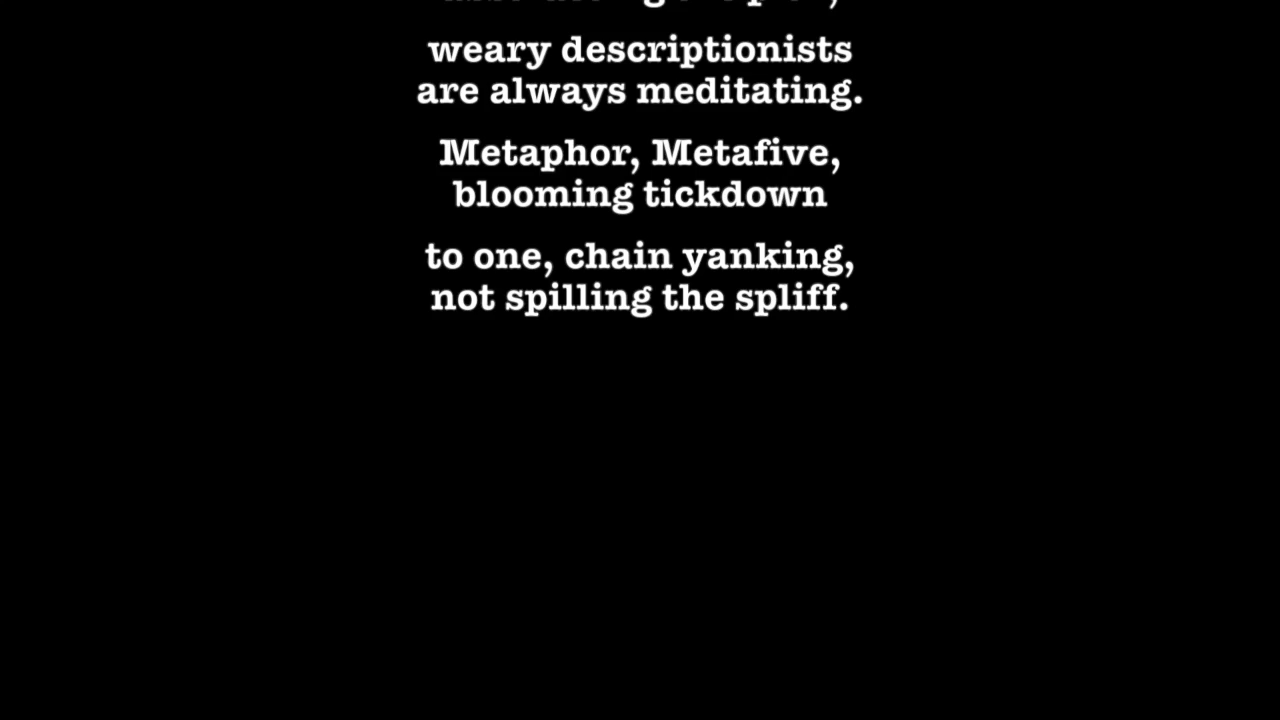 weary descriptionists
are always meditating.
Metaphor, Metafive,
blooming tickdown
to one, chain yanking,
not spilling the spliff.